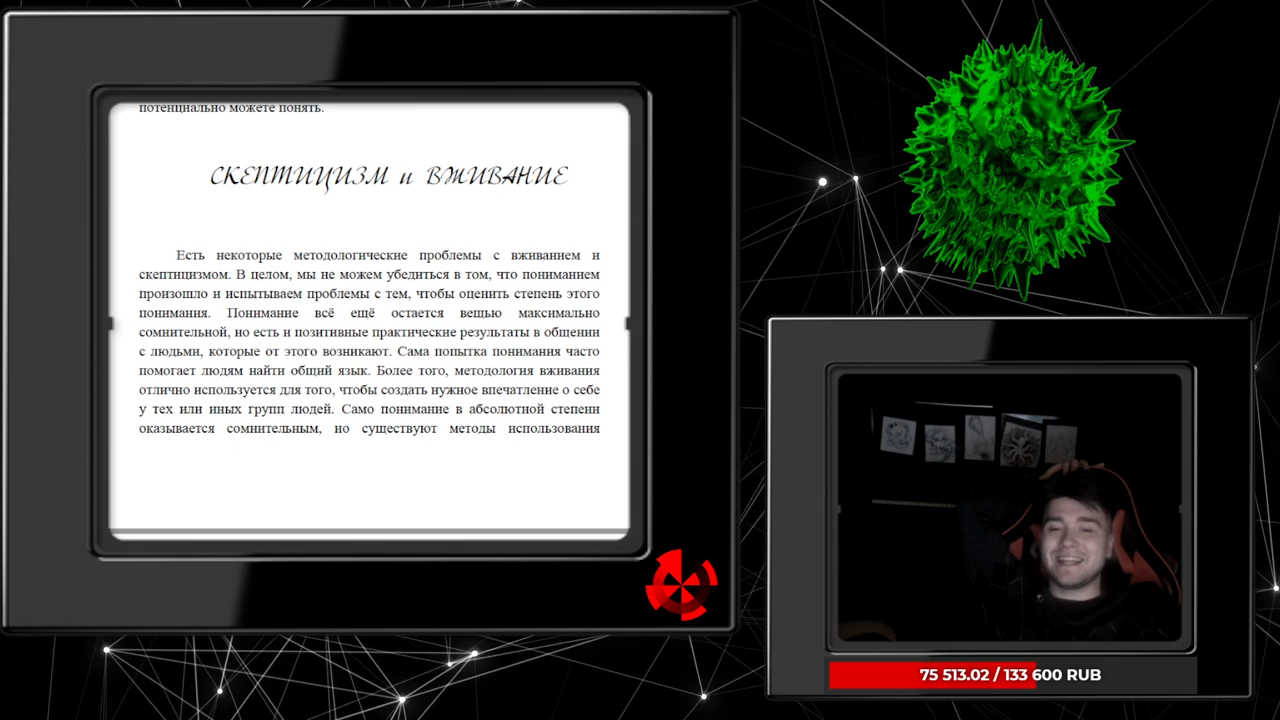 потенциально можете понять.
СКЕПТИЦИЗМ и ВЖИВАНИЕ
Есть некоторые методологические проблемы с вживанием и
скептицизмом. В целом, мы не можем убедиться в том, что пониманием
произошло и испытываем проблемы с тем, чтобы оценить степень этого
понимания. Понимание всё ещё остается вещью максимально
сомнительной, но есть и позитивные практические результаты в общении
с людьми, которые от этого возникают. Сама попытка понимания часто
помогает людям найти общий язык. Более того, методология вживания
отлично используется для того, чтобы создать нужное впечатление о себе
у тех или иных групп людей. Само понимание в абсолютной степени
оказывается сомнительным, но существуют методы использования
75 513.02 / 133 600 RUB